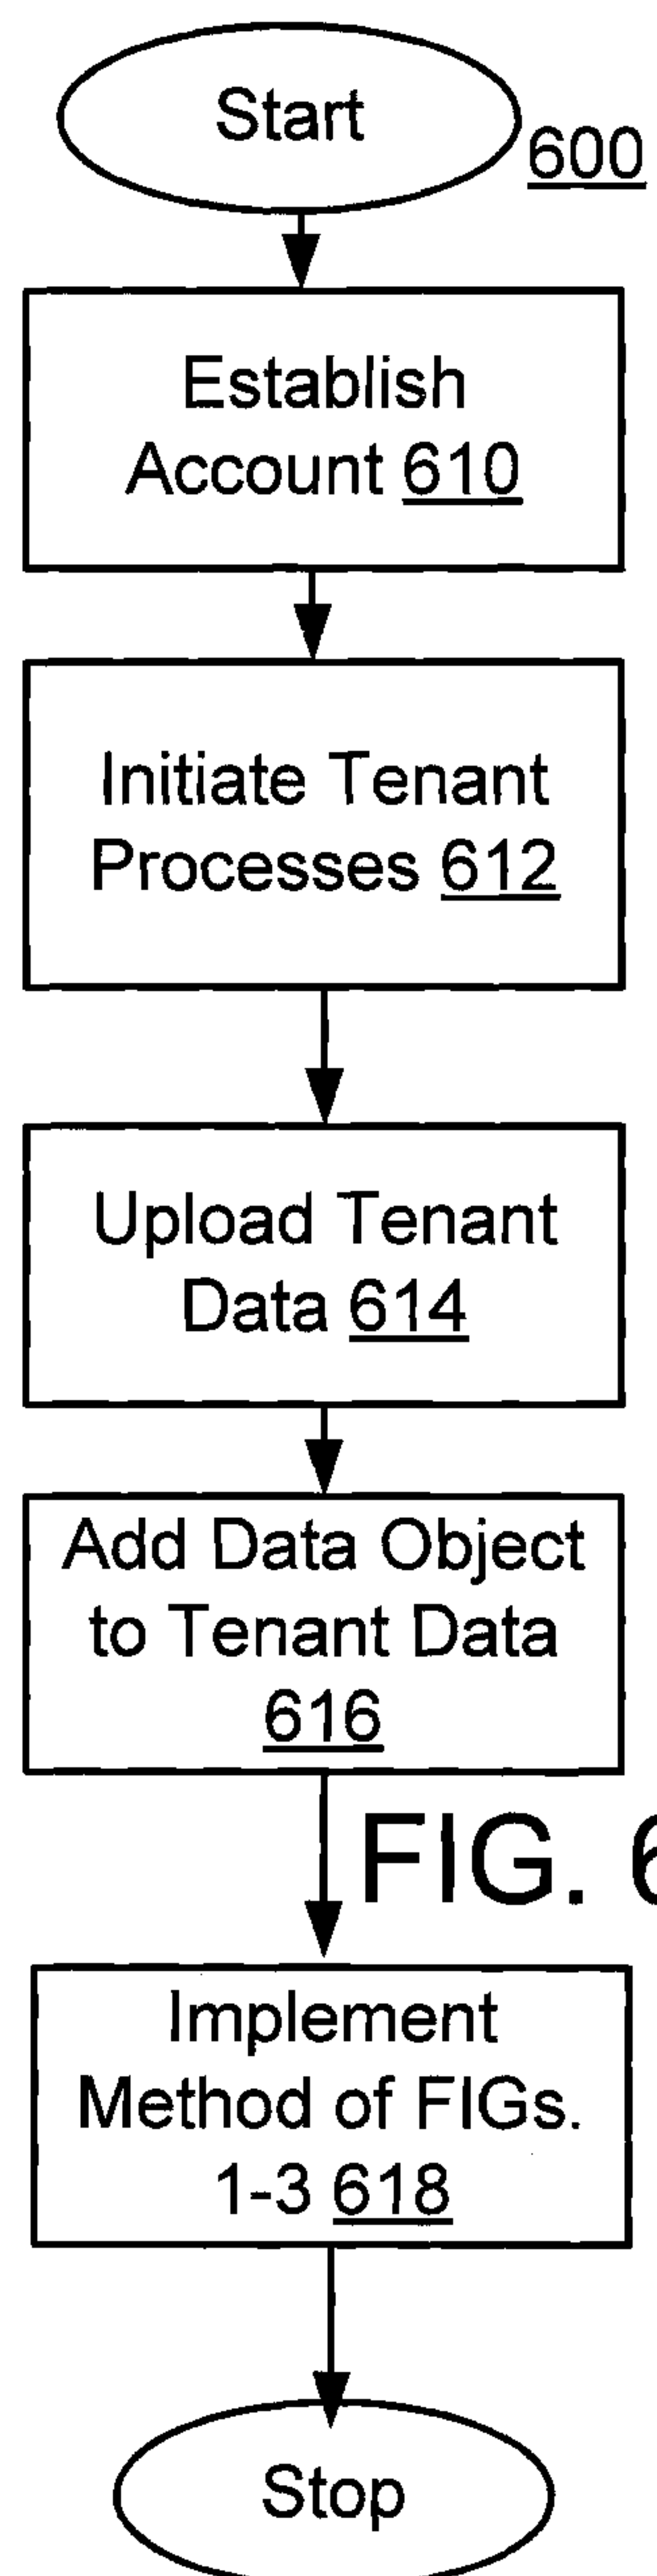 Start
600
Establish
Account 610
Initiate Tenant
Processes 612
Upload Tenant
Data 614
Add Data Object
to Tenant Data
616
FIG. 6
Implement
Method of FIGs.
1-3 618
Stop